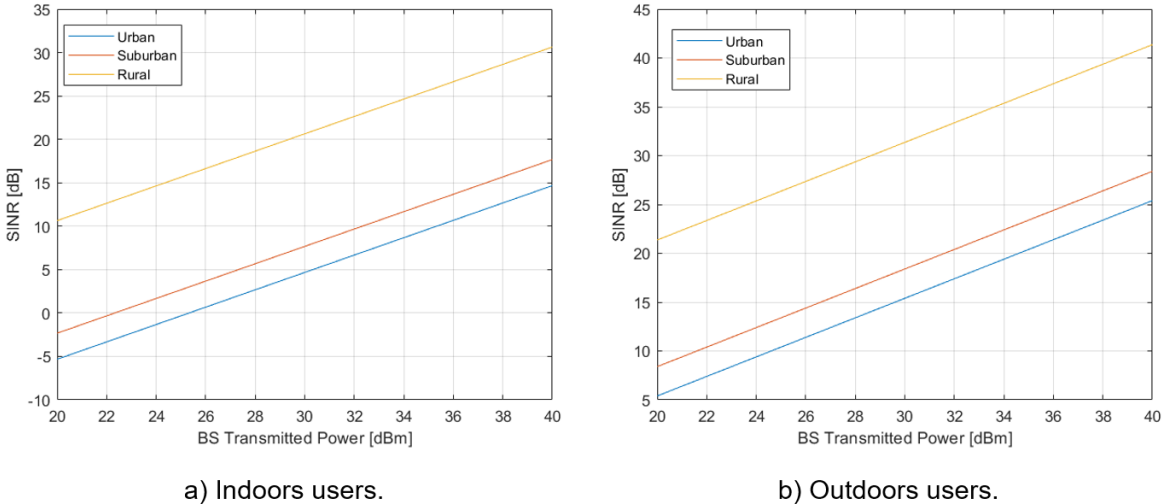 35
30
25
20
15
10
5
0
-5
-10
SINR [dB]
Urban
Suburban
Rural
20 22 24 26 28 30 32 34 36 38 40
BS Transmitted Power [dBm]
a) Indoors users.
45
40
35
30
25
20
15
10
5
SINR [dB]
Urban
Suburban
Rural
20 22 24 26 28 30 32 34 36 38 40
BS Transmitted Power [dBm]
b) Outdoors users.